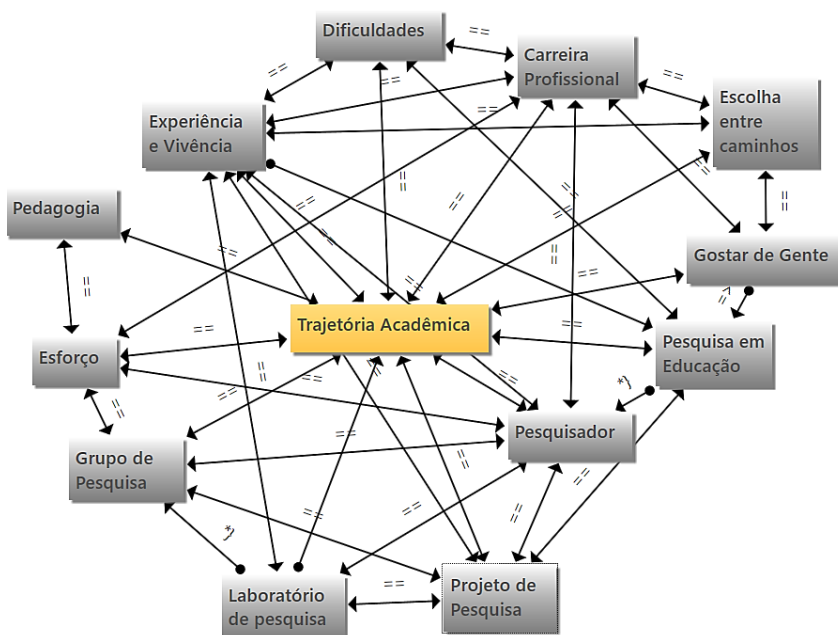 Dificuldades
==
Carreira
Profissional
==
==
==
Escolha
entre
caminhos
==
Experiência
e Vivência
==
==
==
==
==
==
Pedagogia
==
==
==
==
Gostar de Gente
==
==
==
=>
Trajetória Acadêmica
==
==
Pesquisa em
Educação
Esforço
==
==
==
==
*}
==
Pesquisador
==
Grupo de
Pesquisa
==
==
==
==
==
*}
==
Laboratório
de pesquisa
==
Projeto de
Pesquisa